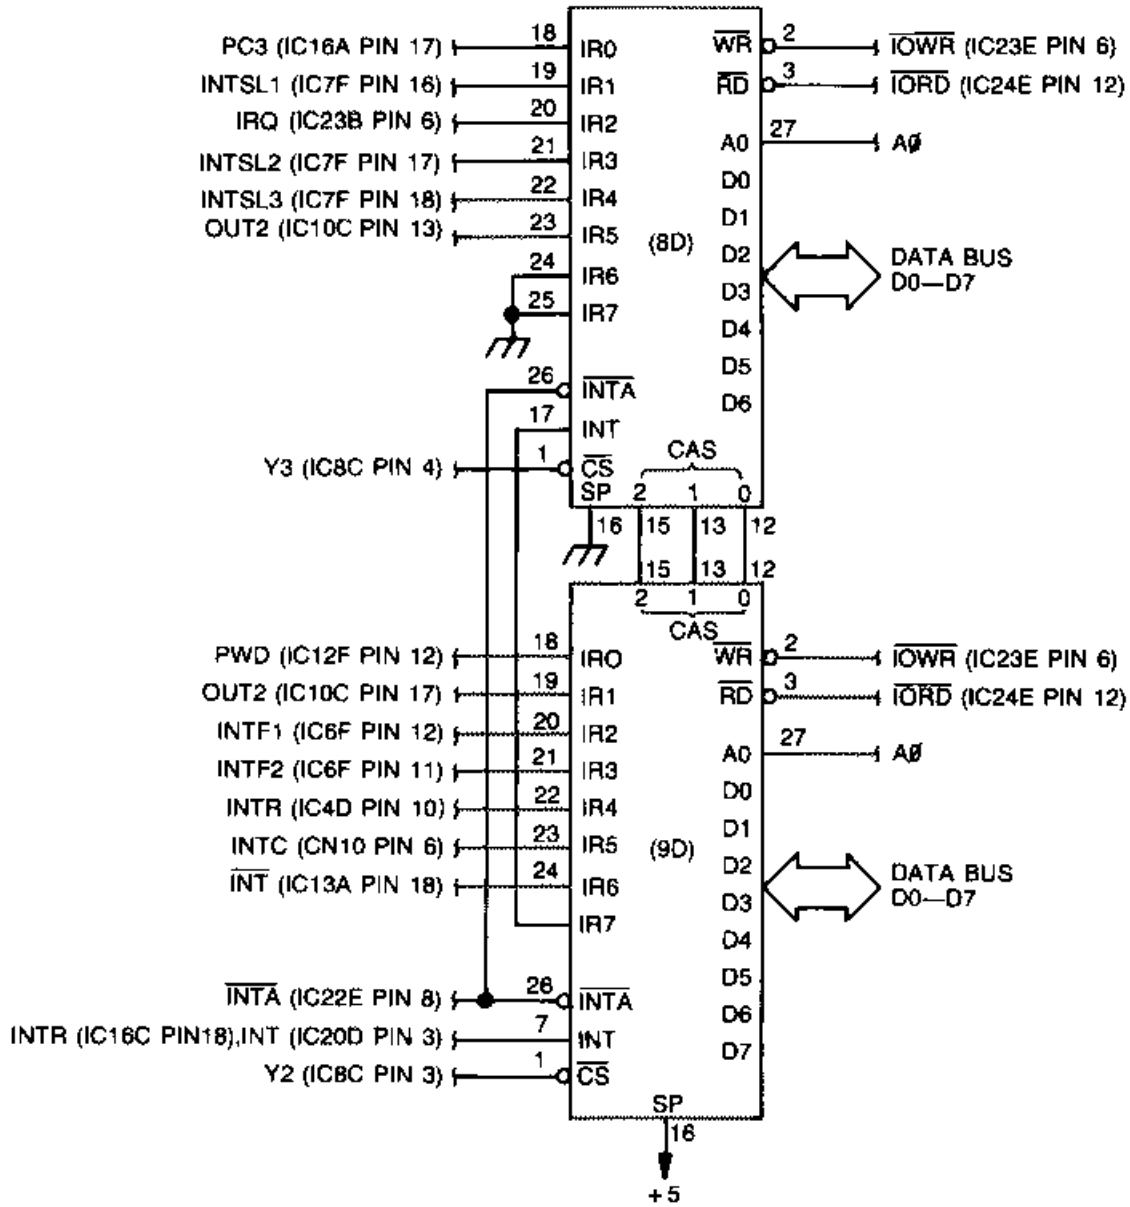 PC3 (IC16A PIN 17) 18 IR0 WR 2 IOWR (IC23E PIN 6)
INTSL1 (IC7F PIN 16) 19 IR1 RD 3 IORD (IC24E PIN 12)
IRQ (IC23B PIN 6) 20 IR2 A0 27 AØ
INTSL2 (IC7F PIN 17) 21 IR3 D0
INTSL3 (IC7F PIN 18) 22 IR4 D1
OUT2 (IC10C PIN 13) 23 IR5 (8D) D2 DATA BUS
24 IR6 D3 D0—D7
25 IR7 D4
D5
26 INTA D6
17 INT
Y3 (IC8C PIN 4) 1 CS CAS
SP 2 1 0
16 15 13 12
15 13 12
2 1 0
CAS
PWD (IC12F PIN 12) 18 IRO WR 2 IOWR (IC23E PIN 6)
OUT2 (IC10C PIN 17) 19 IR1 RD 3 IORD (IC24E PIN 12)
INTF1 (IC6F PIN 12) 20 IR2 A0 27 AØ
INTF2 (IC6F PIN 11) 21 IR3 D0
INTR (IC4D PIN 10) 22 IR4 D1
INTC (CN10 PIN 6) 23 IR5 (9D) D2 DATA BUS
INT (IC13A PIN 18) 24 IR6 D3 D0—D7
IR7 D4
D5
INTA (IC22E PIN 8) 26 INTA D6
INTR (IC16C PIN18),INT (IC20D PIN 3) 7 INT D7
Y2 (IC8C PIN 3) 1 CS
SP
16
+5